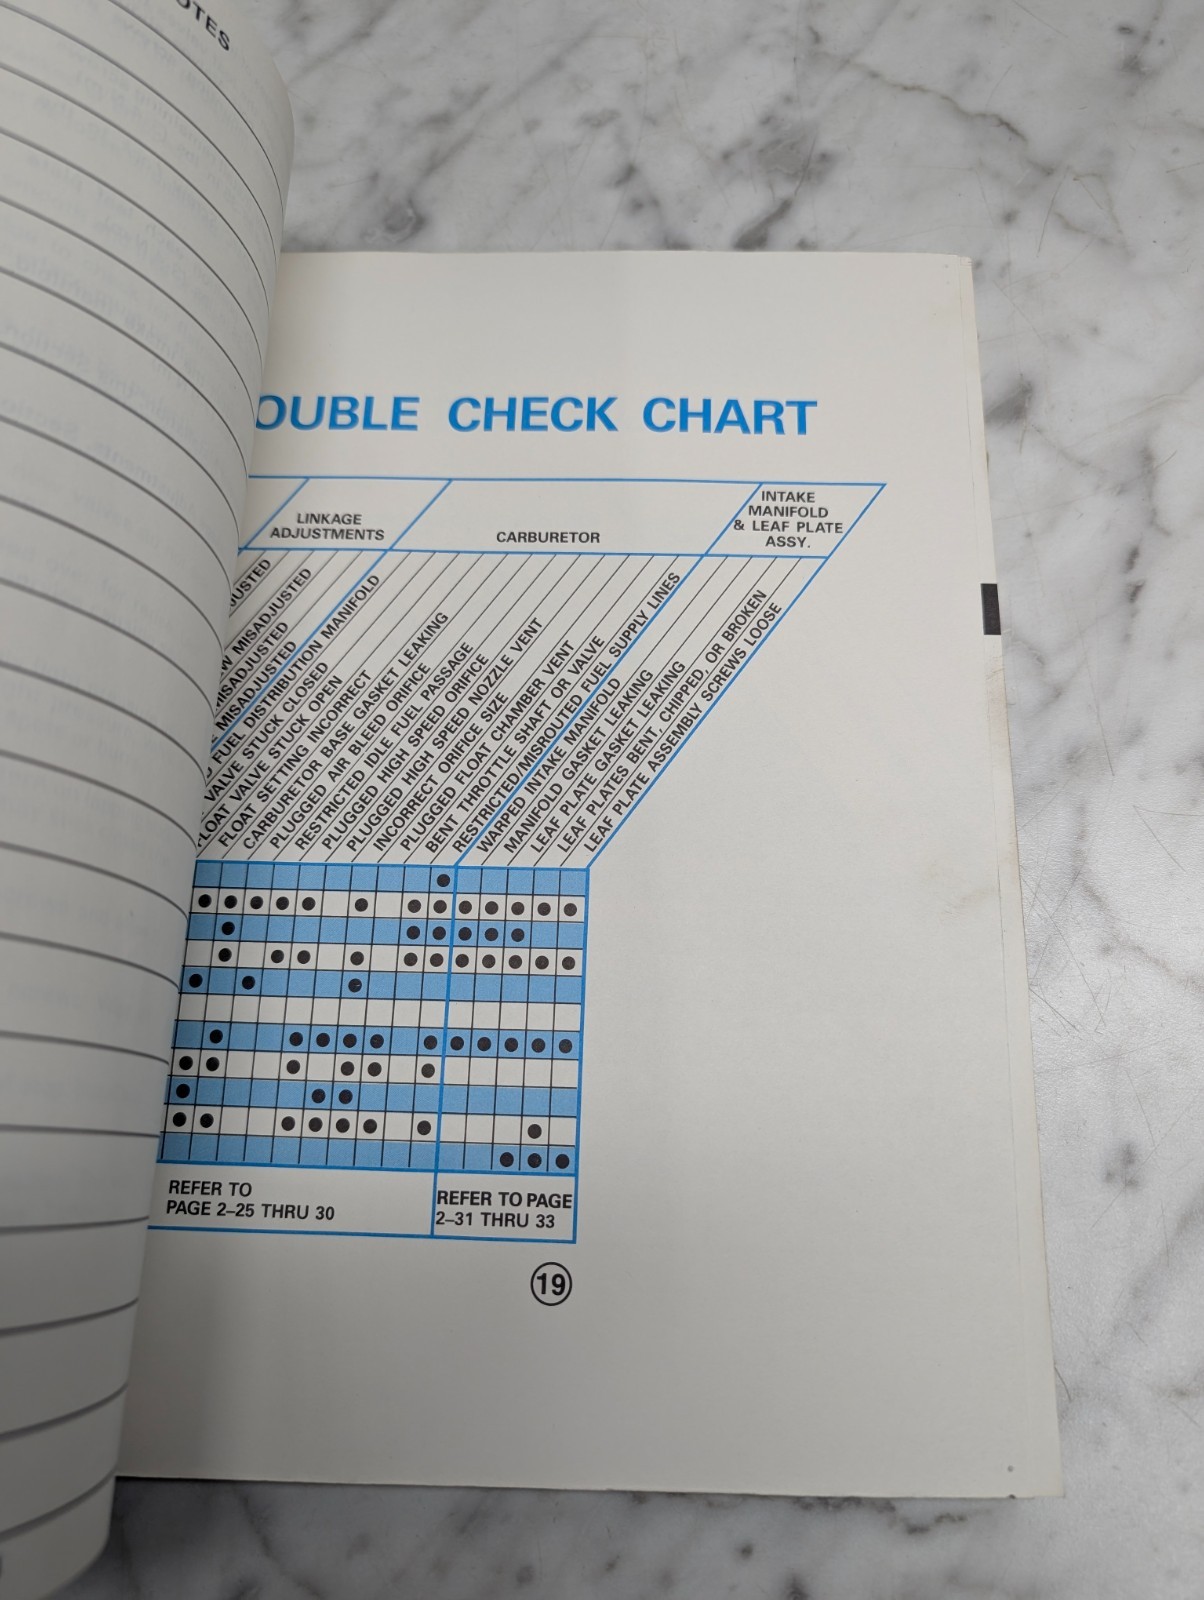 OUBLE CHECK CHART
LINKAGE
ADJUSTMENTS
CARBURETOR
INTAKE
MANIFOLD
& LEAF PLATE
ASSY.
MISADJUSTED
MISADJUSTED
MISADJUSTED
FUEL DISTRIBUTION MANIFOLD
VALVE STUCK CLOSED
FLOAT VALVE STUCK OPEN
FLOAT SETTING INCORRECT
CARBURETOR BASE GASKET LEAKING
PLUGGED AIR BLEED ORIFICE
RESTRICTED IDLE FUEL PASSAGE
PLUGGED HIGH SPEED ORIFICE
PLUGGED HIGH SPEED NOZZLE VENT
INCORRECT ORIFICE SIZE
PLUGGED FLOAT CHAMBER VENT
BENT THROTTLE SHAFT OR VALVE
RESTRICTED/MISROUTED FUEL SUPPLY LINES
WARPED INTAKE MANIFOLD
MANIFOLD GASKET LEAKING
LEAF PLATE GASKET LEAKING
LEAF PLATES BENT, CHIPPED, OR BROKEN
LEAF PLATE ASSEMBLY SCREWS LOOSE
REFER TO
PAGE 2–25 THRU 30
REFER TO PAGE
2–31 THRU 33
19